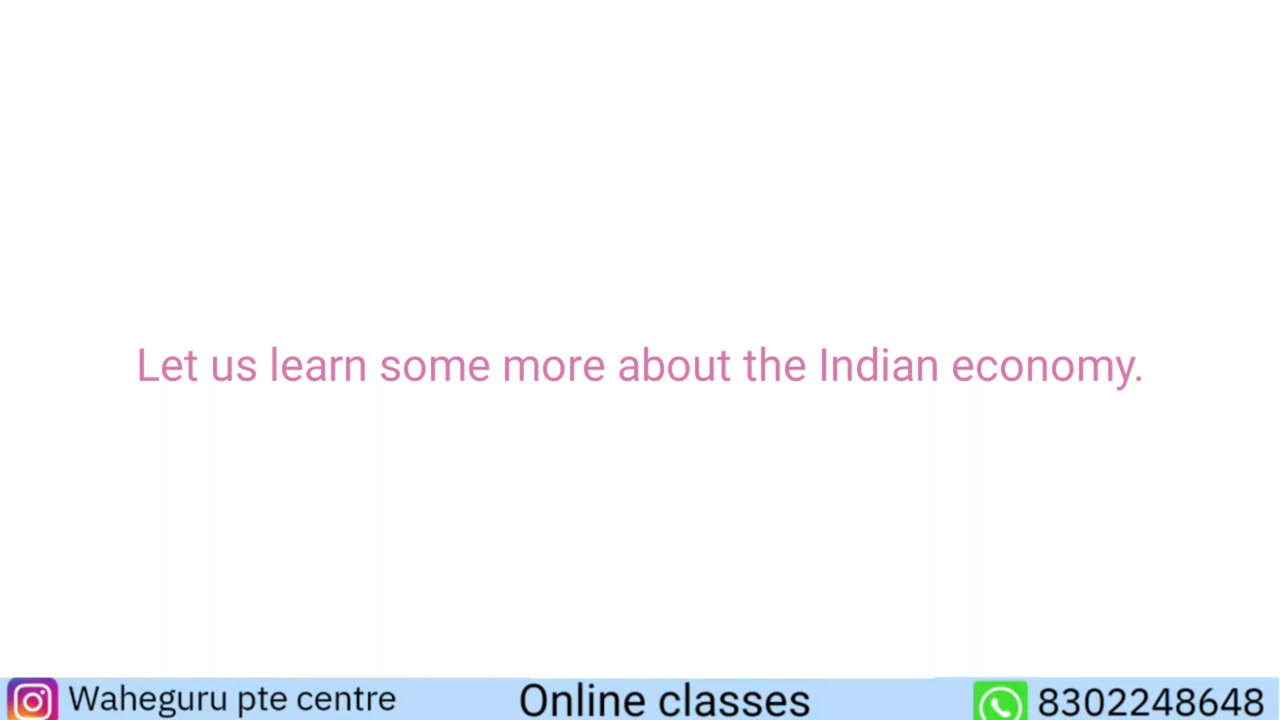 Let us learn some more about the Indian economy.
Waheguru pte centre Online classes 8302248648